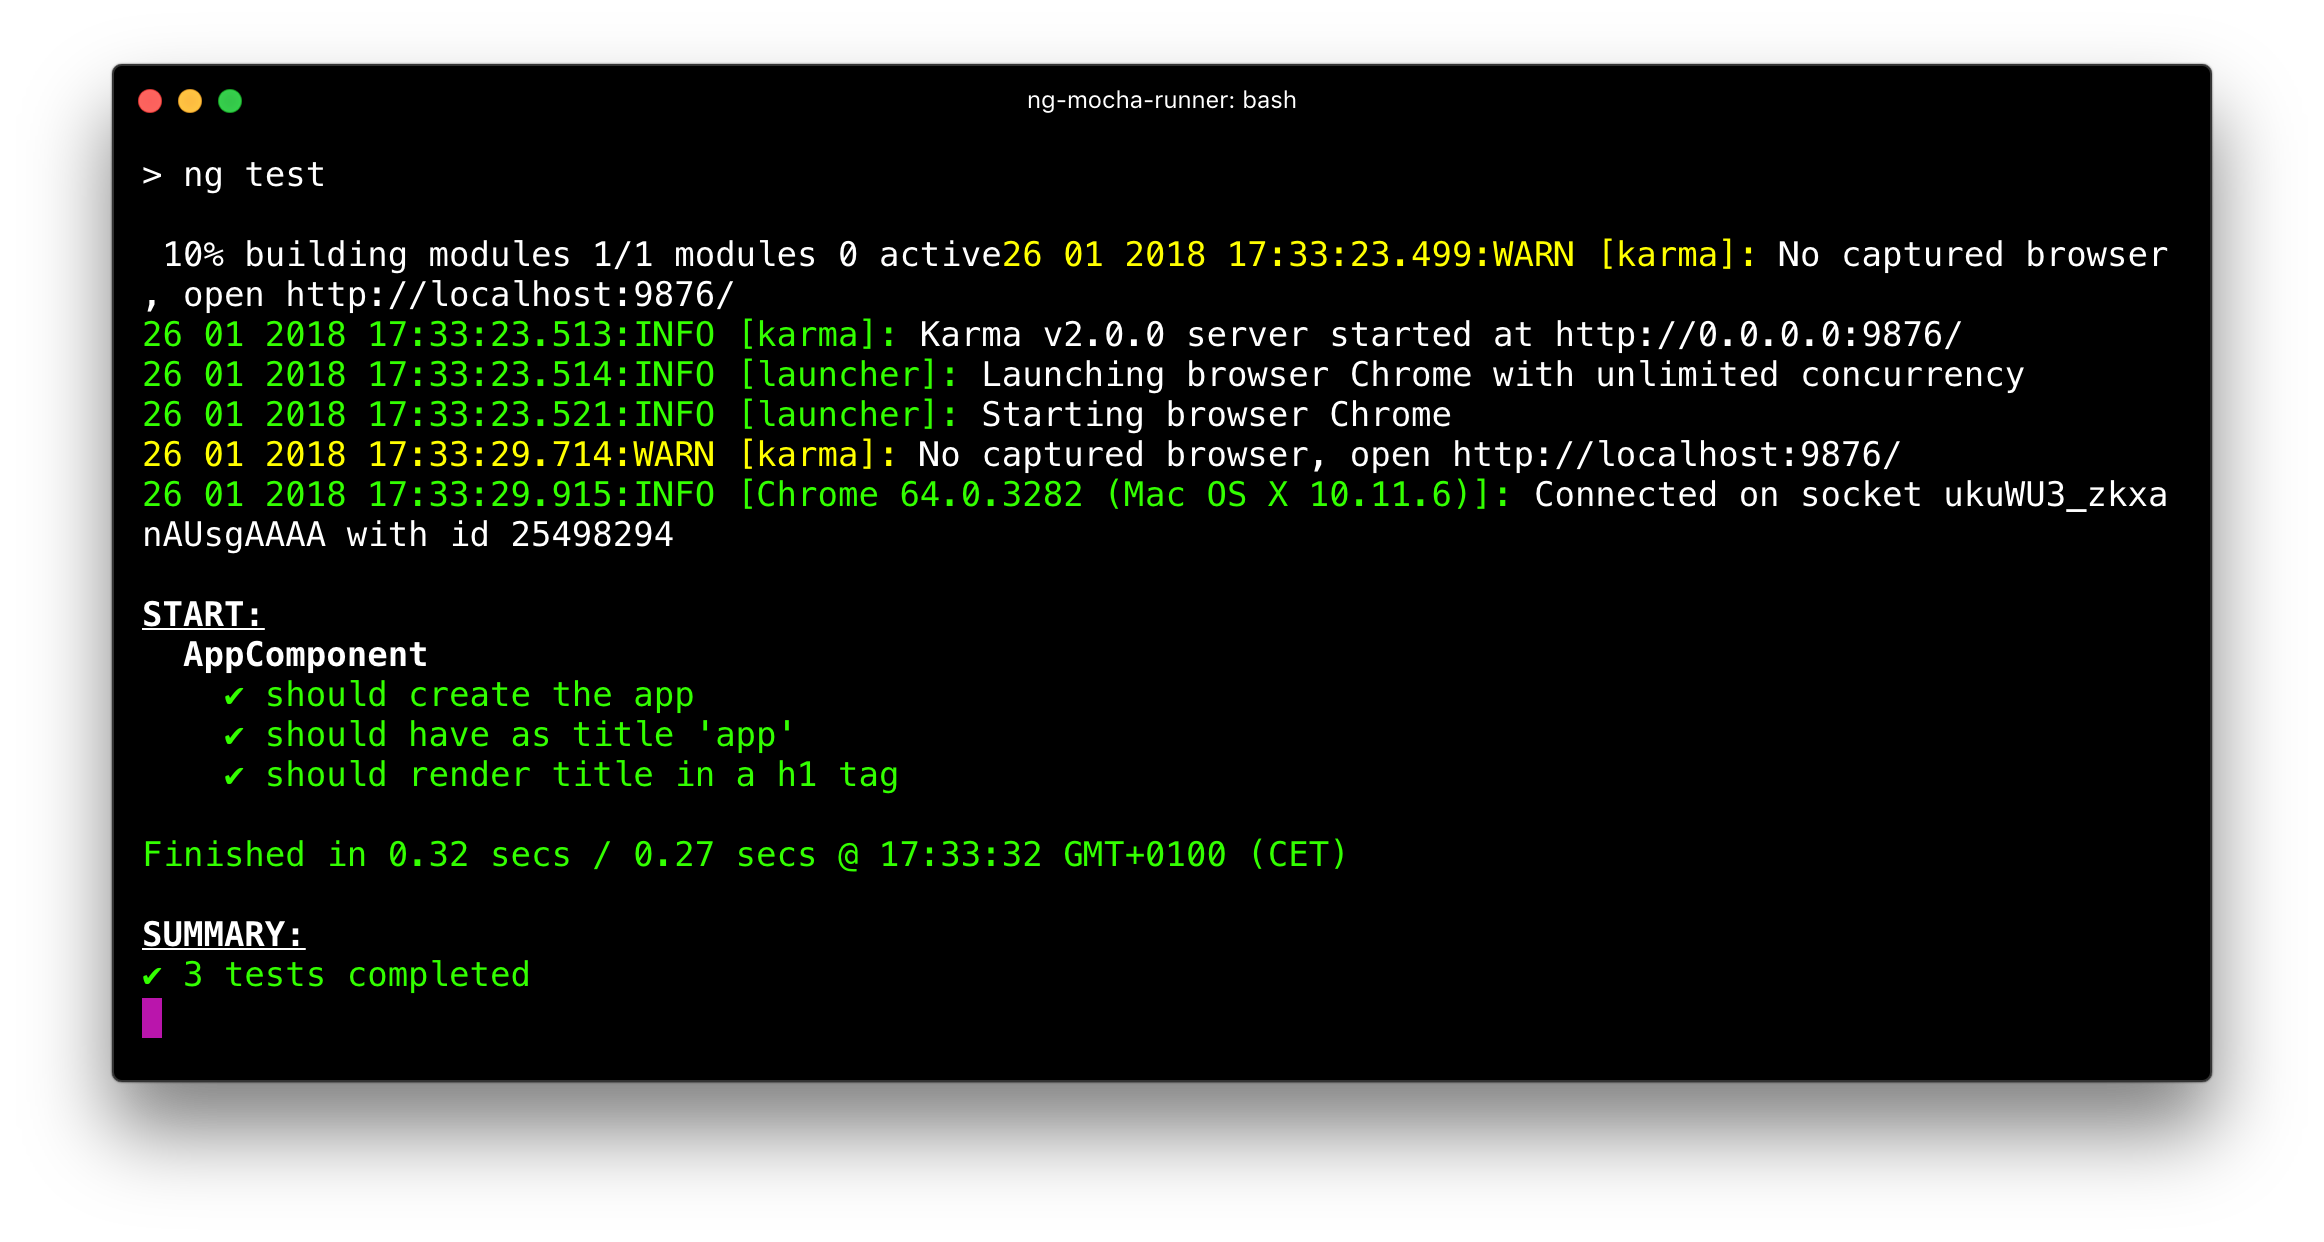 ng-mocha-runner: bash
> ng test
10% building modules 1/1 modules 0 active26 01 2018 17:33:23.499:WARN [karma]: No captured browser
, open http://localhost:9876/
26 01 2018 17:33:23.513:INFO [karma]: Karma v2.0.0 server started at http://0.0.0.0:9876/
26 01 2018 17:33:23.514:INFO [launcher]: Launching browser Chrome with unlimited concurrency
26 01 2018 17:33:23.521:INFO [launcher]: Starting browser Chrome
26 01 2018 17:33:29.714:WARN [karma]: No captured browser, open http://localhost:9876/
26 01 2018 17:33:29.915:INFO [Chrome 64.0.3282 (Mac OS X 10.11.6)]: Connected on socket ukuWU3_zkxa
nAUsgAAAA with id 25498294
START:
AppComponent
✔ should create the app
✔ should have as title 'app'
✔ should render title in a h1 tag
Finished in 0.32 secs / 0.27 secs @ 17:33:32 GMT+0100 (CET)
SUMMARY:
✔ 3 tests completed